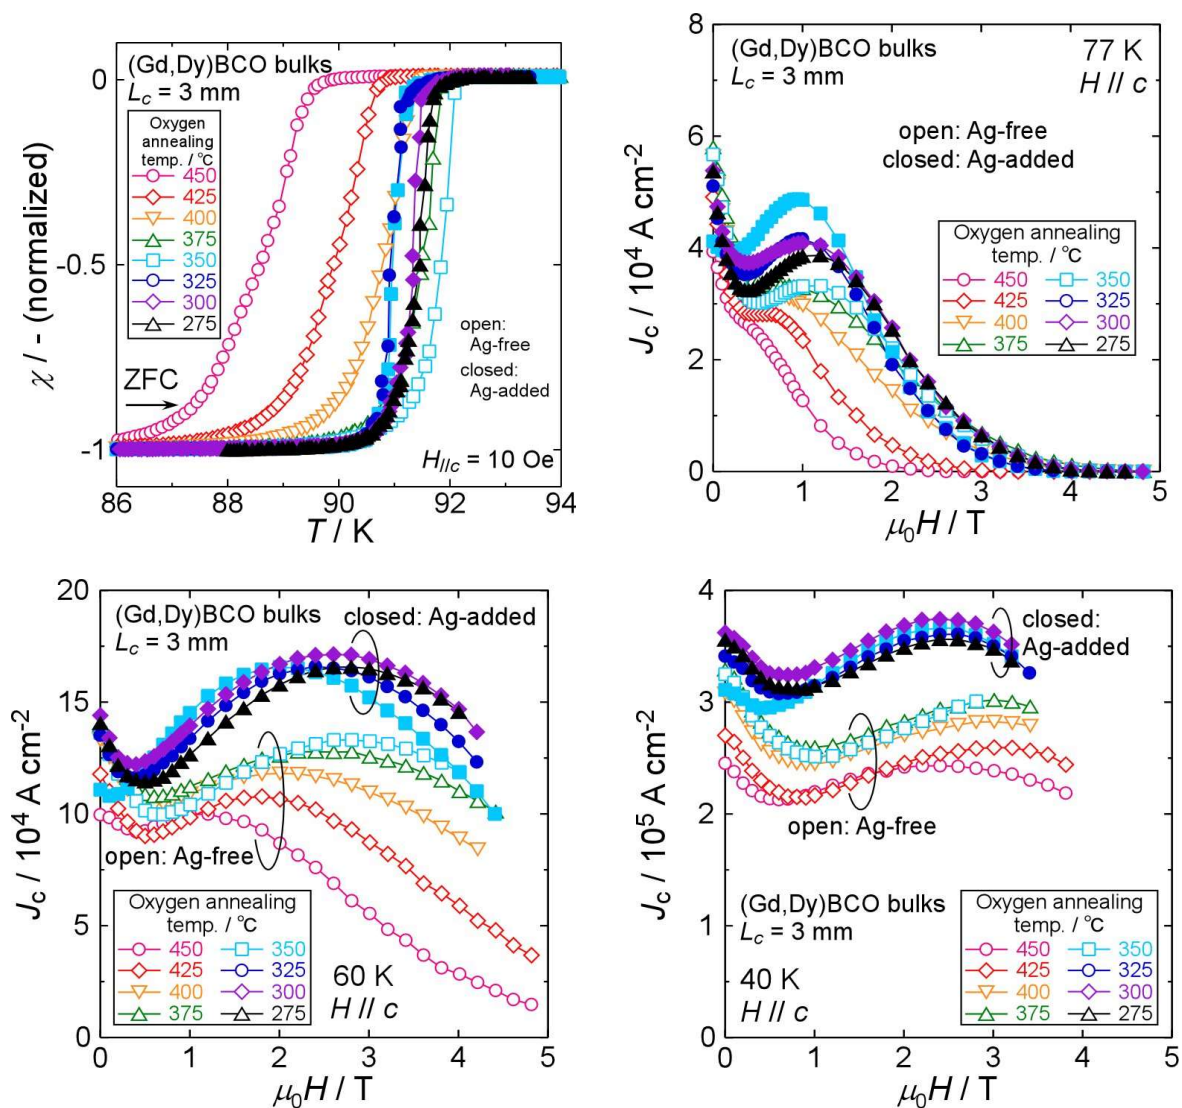 (Gd,Dy)BCO bulks
L_c = 3 mm
Oxygen
annealing
temp. / °C
450
425
400
375
350
325
300
275
open:
Ag-free
closed:
Ag-added
ZFC
H//c = 10 Oe
χ / - (normalized)
0
-0.5
-1
86 88 90 92 94
T / K
(Gd,Dy)BCO bulks
L_c = 3 mm
77 K
H // c
open: Ag-free
closed: Ag-added
Oxygen annealing
temp. / °C
450 350
425 325
400 300
375 275
J_c / 10^4 A cm^-2
8
6
4
2
0
0 1 2 3 4 5
μ_0H / T
(Gd,Dy)BCO bulks
L_c = 3 mm
closed: Ag-added
open: Ag-free
Oxygen annealing
temp. / °C
450 350
425 325
400 300
375 275
60 K
H // c
J_c / 10^4 A cm^-2
20
15
10
5
0
0 1 2 3 4 5
μ_0H / T
closed:
Ag-added
open: Ag-free
(Gd,Dy)BCO bulks
L_c = 3 mm
40 K
H // c
Oxygen annealing
temp. / °C
450 350
425 325
400 300
375 275
J_c / 10^5 A cm^-2
4
3
2
1
0
0 1 2 3 4 5
μ_0H / T